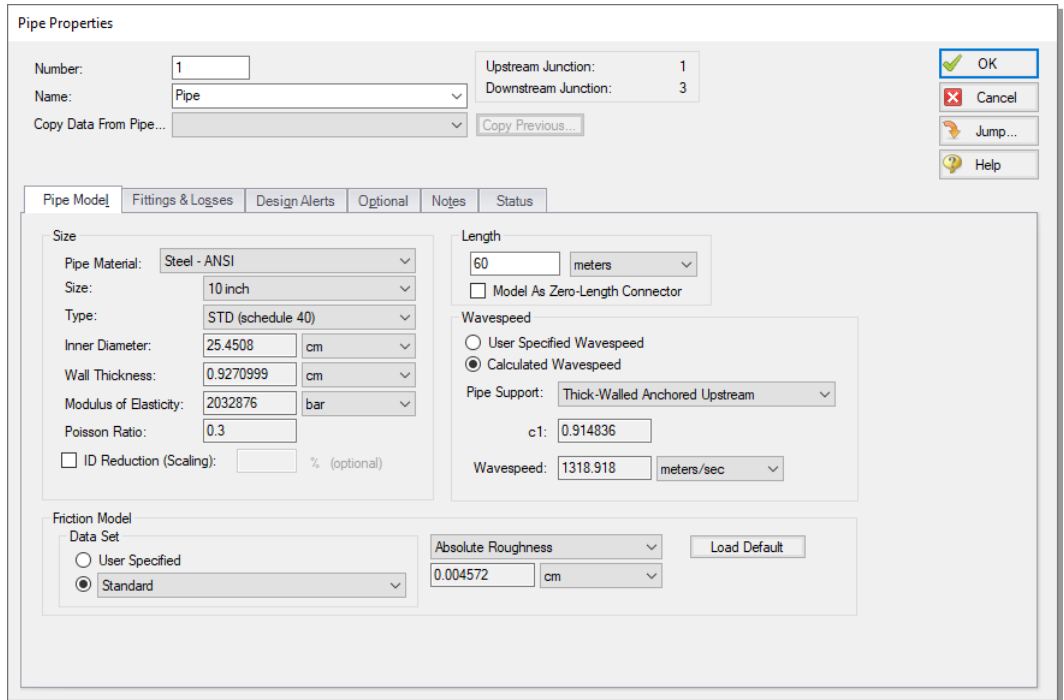 Pipe Properties
Number: 1
Name: Pipe
Copy Data From Pipe... Copy Previous...
Upstream Junction: 1
Downstream Junction: 3
OK
Cancel
Jump...
Help
Pipe Model Fittings & Losses Design Alerts Optional Notes Status
Size
Pipe Material: Steel - ANSI
Size: 10 inch
Type: STD (schedule 40)
Inner Diameter: 25.4508 cm
Wall Thickness: 0.9270999 cm
Modulus of Elasticity: 2032876 bar
Poisson Ratio: 0.3
ID Reduction (Scaling): % (optional)
Length
60 meters
Model As Zero-Length Connector
Wavespeed
User Specified Wavespeed
Calculated Wavespeed
Pipe Support: Thick-Walled Anchored Upstream
c1: 0.914836
Wavespeed: 1318.918 meters/sec
Friction Model
Data Set
User Specified
Standard
Absolute Roughness Load Default
0.004572 cm